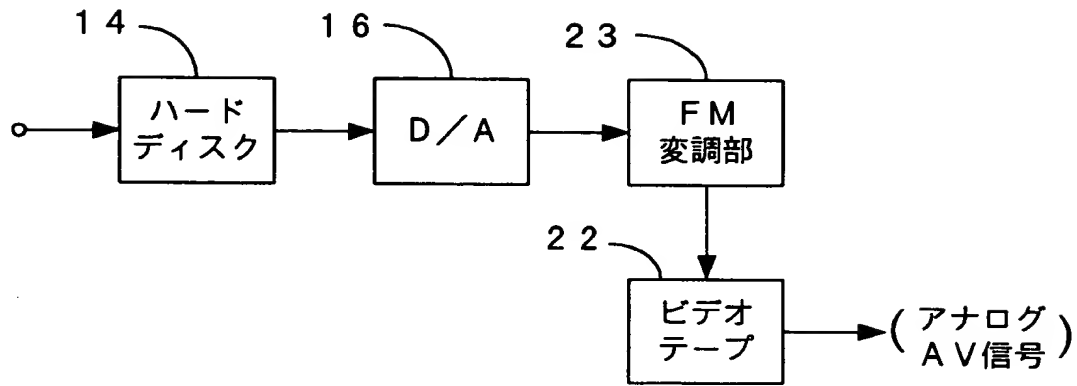 １４
１６
２３
ハード
ディスク
Ｄ／Ａ
ＦＭ
変調部
２２
ビデオ
テープ
(アナログ
ＡＶ信号)